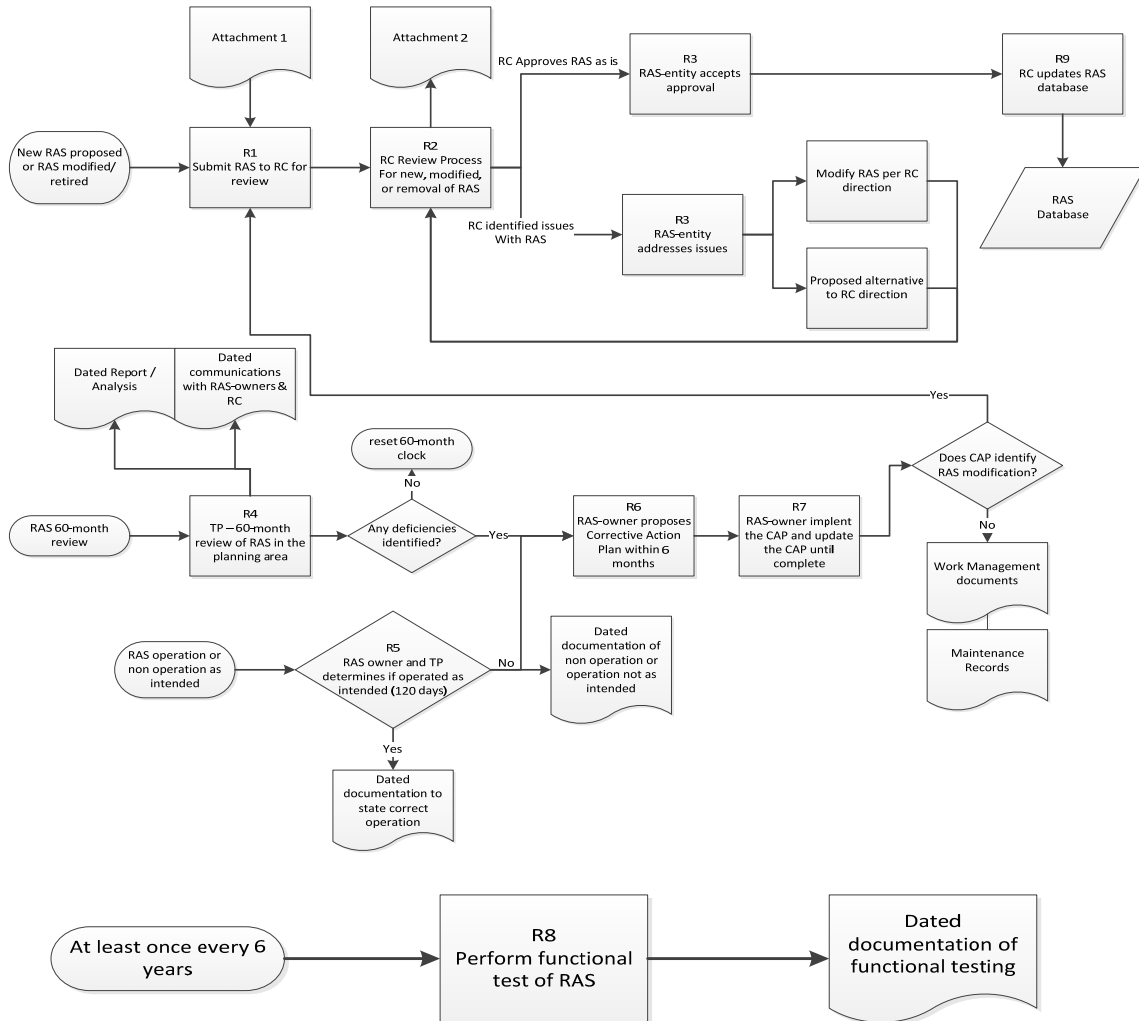 Attachment 1
Attachment 2
RC Approves RAS as is
R3
RAS-entity accepts
approval
R9
RC updates RAS
database
New RAS proposed
or RAS modified/
retired
R1
Submit RAS to RC for
review
R2
RC Review Process
For new, modified,
or removal of RAS
Modify RAS per RC
direction
RAS
Database
RC identified issues
With RAS
R3
RAS-entity
addresses issues
Proposed alternative
to RC direction
Dated Report /
Analysis
Dated
communications
with RAS-owners &
RC
Yes
reset 60-month
clock
No
Does CAP identify
RAS modification?
RAS 60-month
review
R4
TP – 60-month
review of RAS in the
planning area
Any deficiencies
identified?
Yes
R6
RAS-owner proposes
Corrective Action
Plan within 6
months
R7
RAS-owner implent
the CAP and update
the CAP until
complete
No
Work Management
documents
Maintenance
Records
RAS operation or
non operation as
intended
R5
RAS owner and TP
determines if operated as
intended (120 days)
No
Dated
documentation of
non operation or
operation not as
intended
Yes
Dated
documentation to
state correct
operation
At least once every 6
years
R8
Perform functional
test of RAS
Dated
documentation of
functional testing